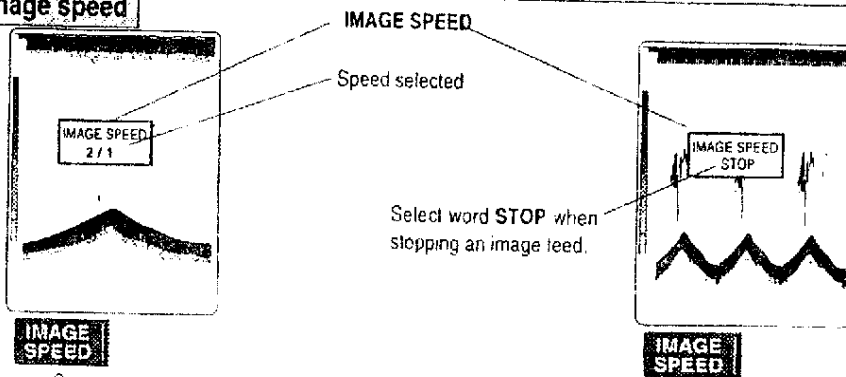 mage speed
IMAGE SPEED
Speed selected
IMAGE SPEED
2 / 1
IMAGE SPEED
STOP
Select word STOP when
stopping an image feed.
IMAGE
SPEED
IMAGE
SPEED